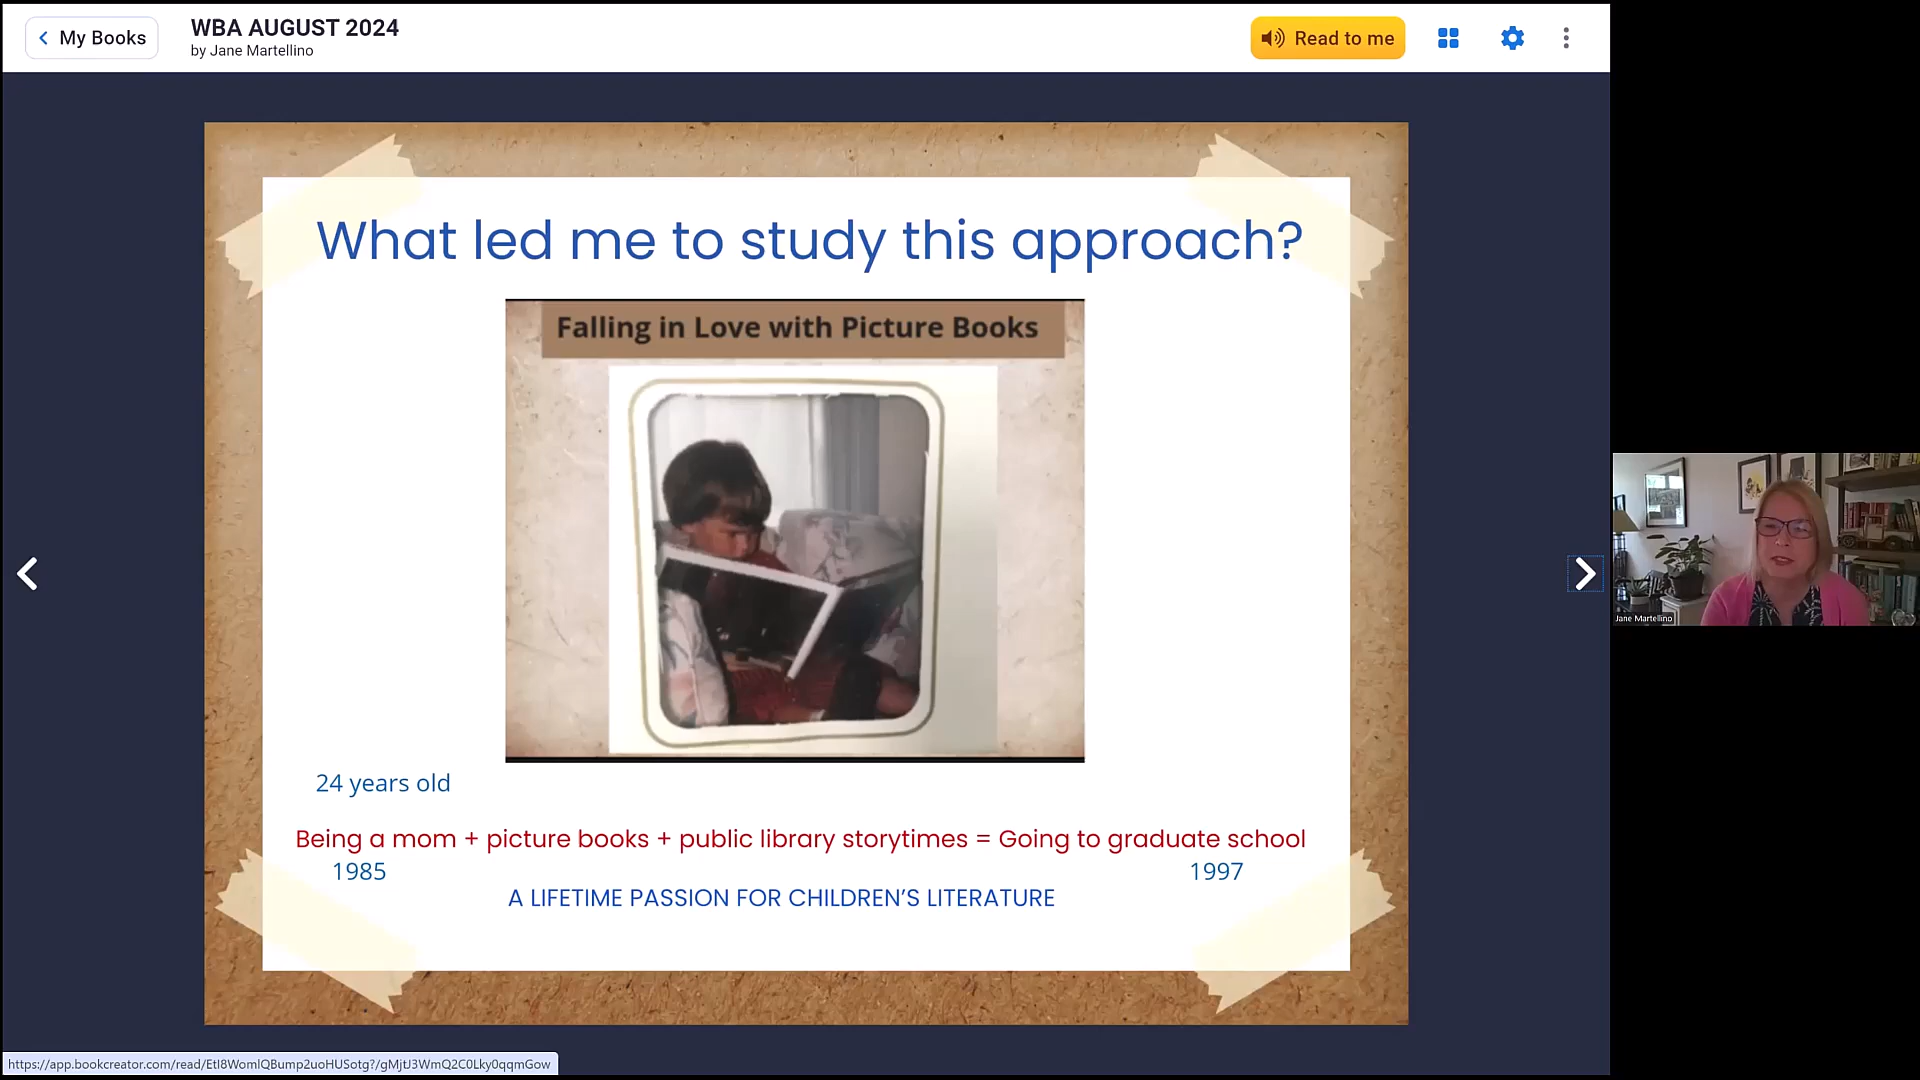 My Books
WBA AUGUST 2024
by Jane Martellino
Read to me
What led me to study this approach?
Falling in Love with Picture Books
24 years old
Being a mom + picture books + public library storytimes = Going to graduate school
1985
1997
A LIFETIME PASSION FOR CHILDREN’S LITERATURE
Jane Martellino
https://app.bookcreator.com/read/EtI8WomlQBump2uoHUSotg?/gMjtJ3WmQ2C0Lky0qqmGow